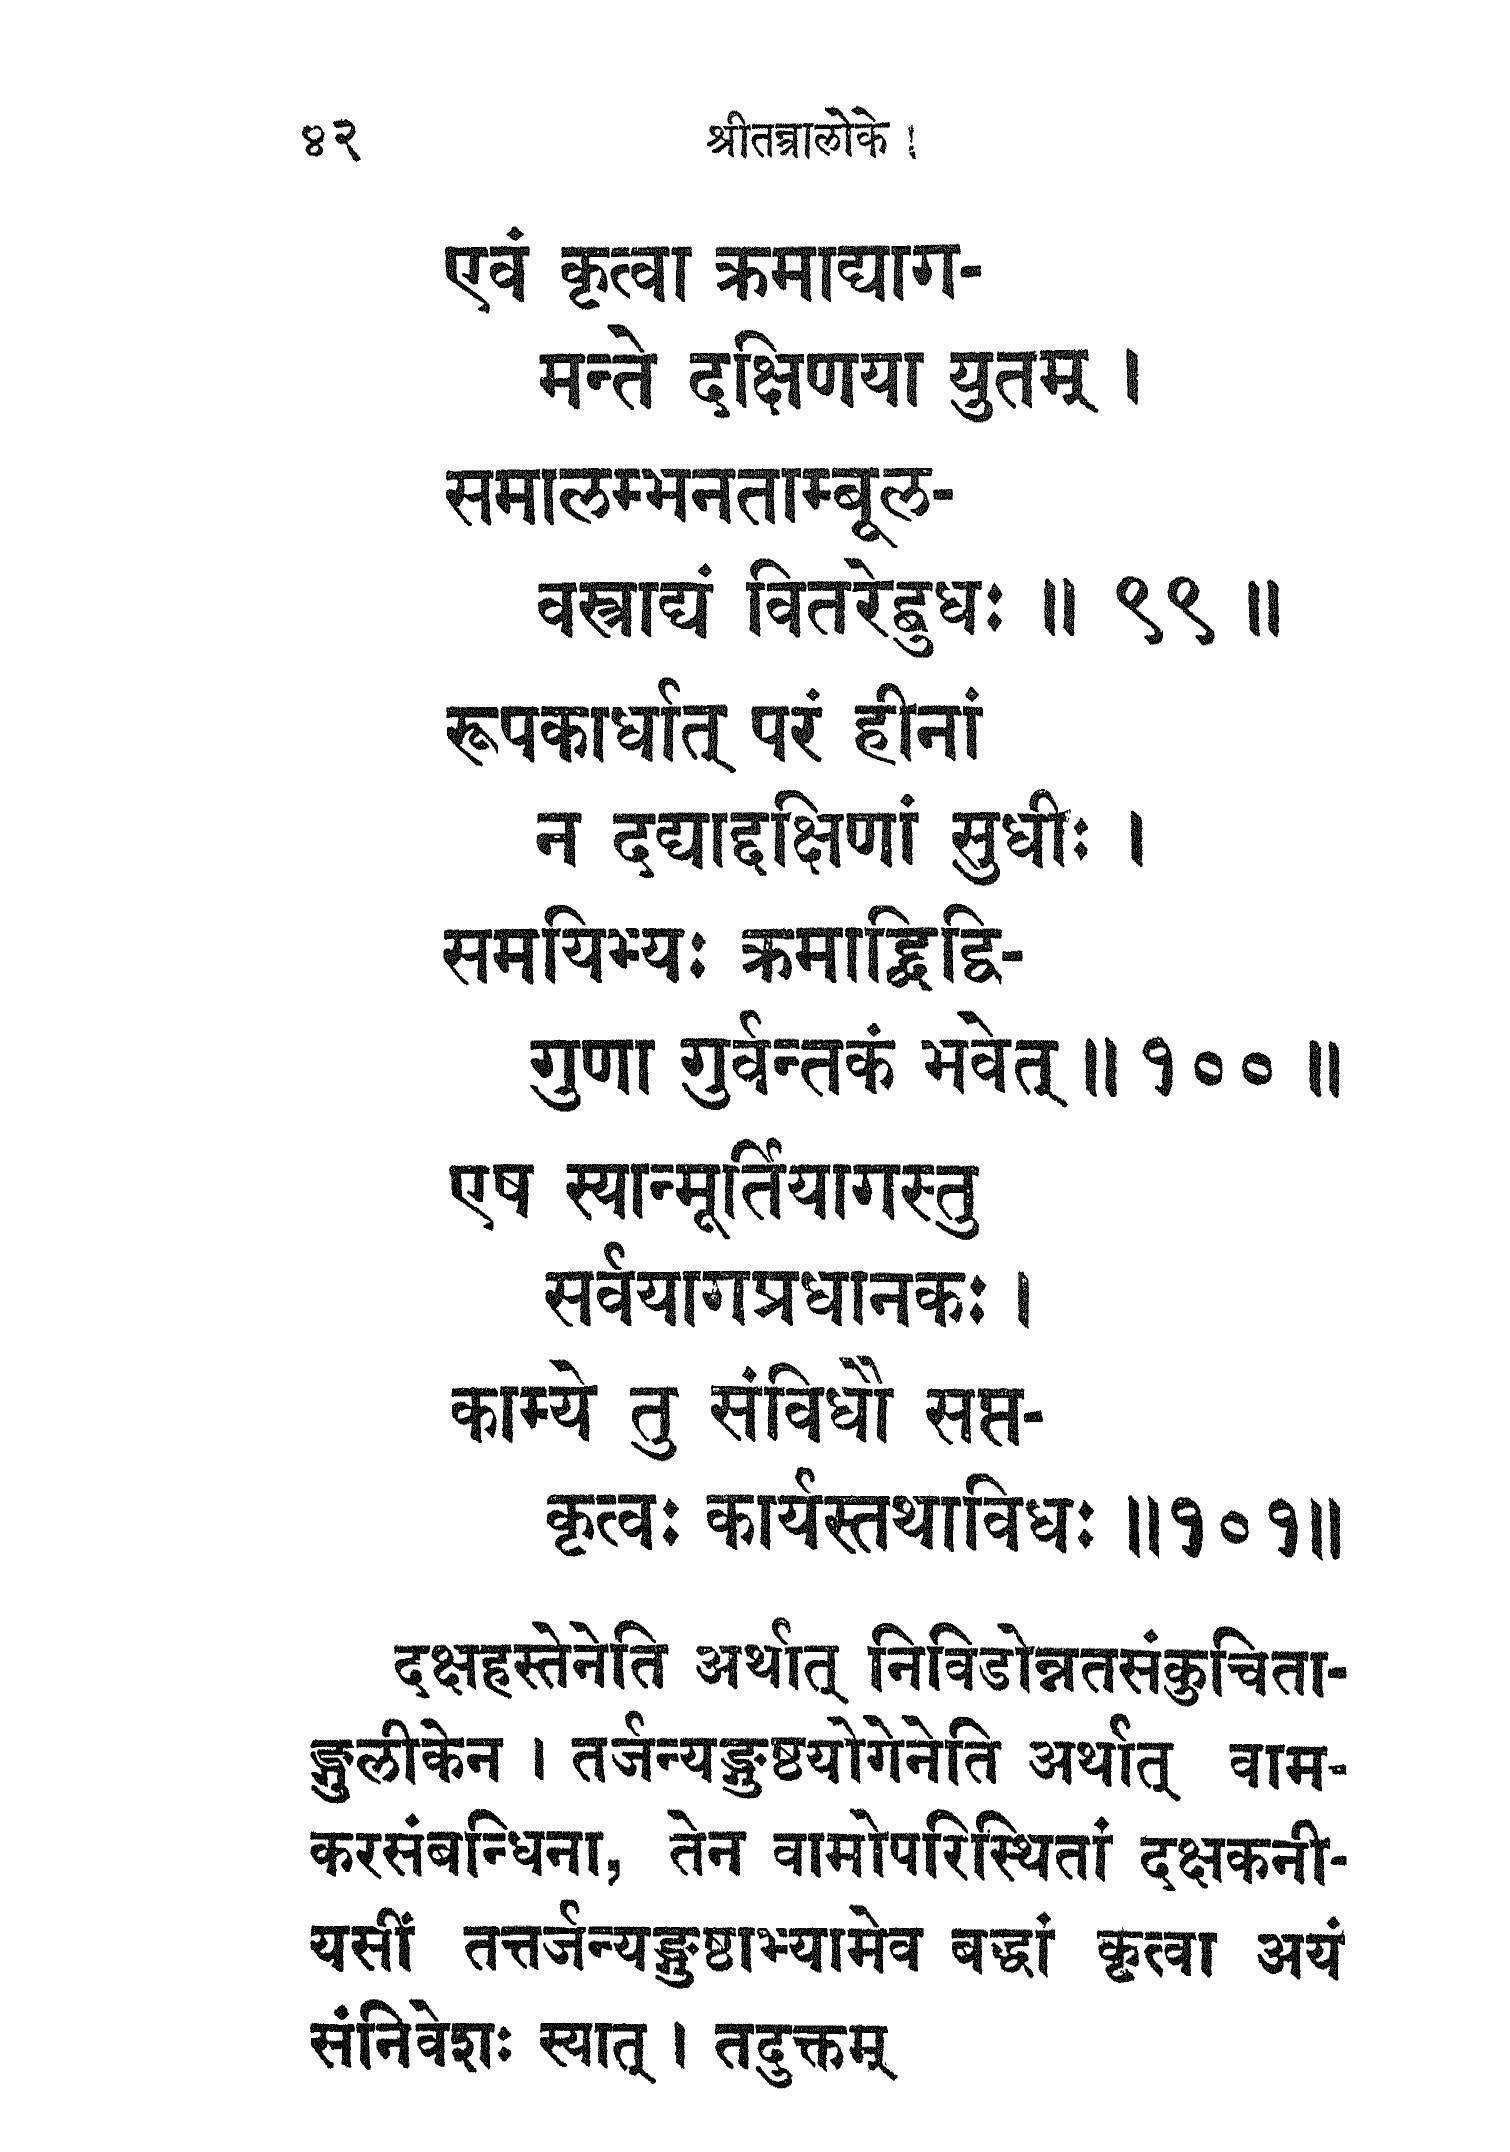 ४२ श्रीतन्त्रालोके ।
एवं कृत्वा क्रमाद्याग-
मन्ते दक्षिणया युतम् ।
समालम्भनताम्बूल-
वस्त्राद्यं वितरेद्बुधः ॥ ९९ ॥
रूपकार्धात् परं हीनां
न दद्याद्दक्षिणां सुधीः ।
समयिभ्यः क्रमाद्द्विद्वि-
गुणा गुर्वन्तकं भवेत् ॥ १०० ॥
एष स्यान्मूर्तियागस्तु
सर्वयागप्रधानकः ।
काम्ये तु संविधौ सप्त-
कृत्वः कार्यस्तथाविधः ॥१०१॥
दक्षहस्तेनेति अर्थात् निविडोन्नतसंकुचिता-
ङ्गुलीकेन । तर्जन्यङ्गुष्ठयोगेनेति अर्थात् वाम-
करसंबन्धिना, तेन वामोपरिस्थितां दक्षकनी-
यसीं तत्तर्जन्यङ्गुष्ठाभ्यामेव बद्धां कृत्वा अयं
संनिवेशः स्यात् । तदुक्तम्